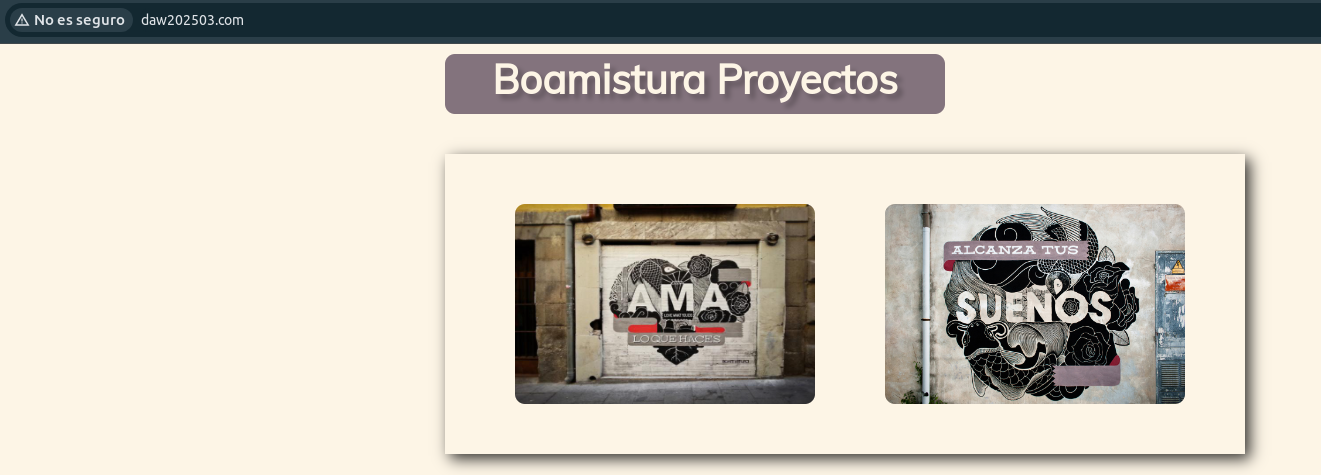 No es seguro daw202503.com
Boamistura Proyectos
AMA
LO QUE HACES
ALCANZA TUS
SUEÑOS